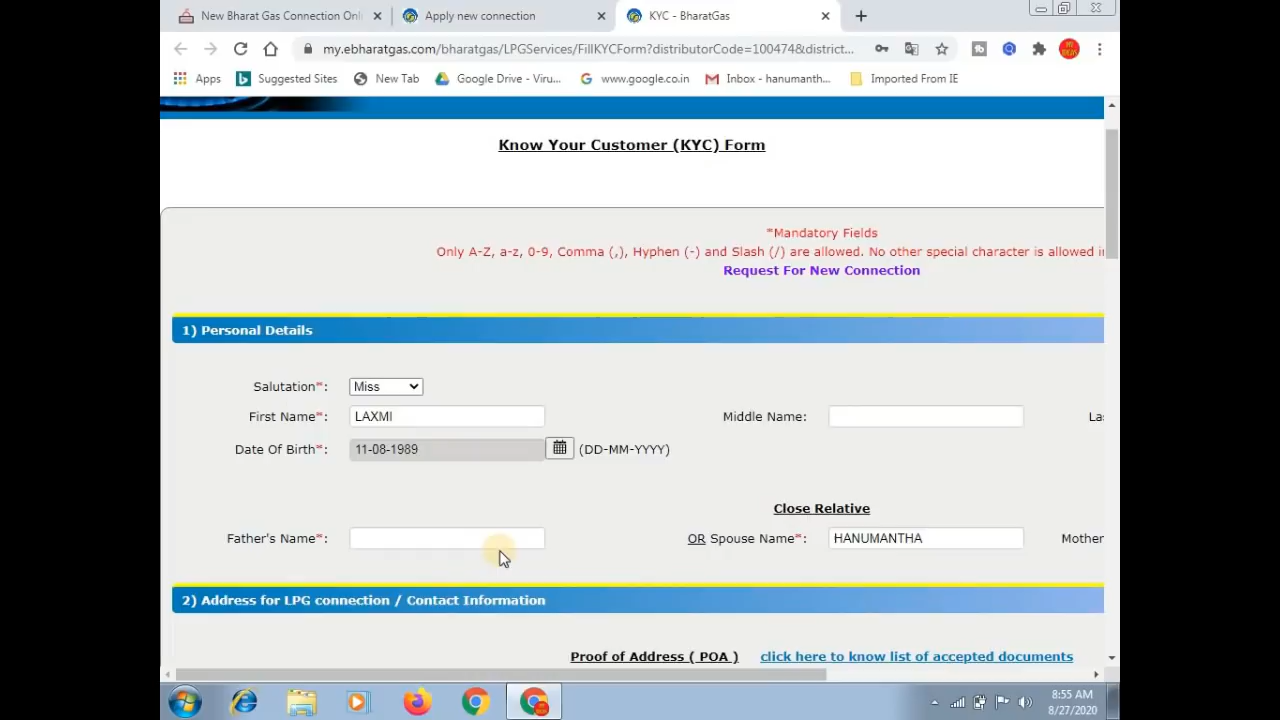 New Bharat Gas Connection Onl
Apply new connection
KYC - BharatGas
my.ebharatgas.com/bharatgas/LPGServices/FillKYCForm?distributorCode=100474&district...
Apps
Suggested Sites
New Tab
Google Drive - Viru...
www.google.co.in
Inbox - hanumanth...
Imported From IE
Know Your Customer (KYC) Form
*Mandatory Fields
Only A-Z, a-z, 0-9, Comma (,), Hyphen (-) and Slash (/) are allowed. No other special character is allowed i
Request For New Connection
1) Personal Details
Salutation*: Miss
First Name*: LAXMI Middle Name: Las
Date Of Birth*: 11-08-1989 (DD-MM-YYYY)
Close Relative
Father's Name*: OR Spouse Name*: HANUMANTHA Mother
2) Address for LPG connection / Contact Information
Proof of Address ( POA ) click here to know list of accepted documents
8:55 AM
8/27/2020